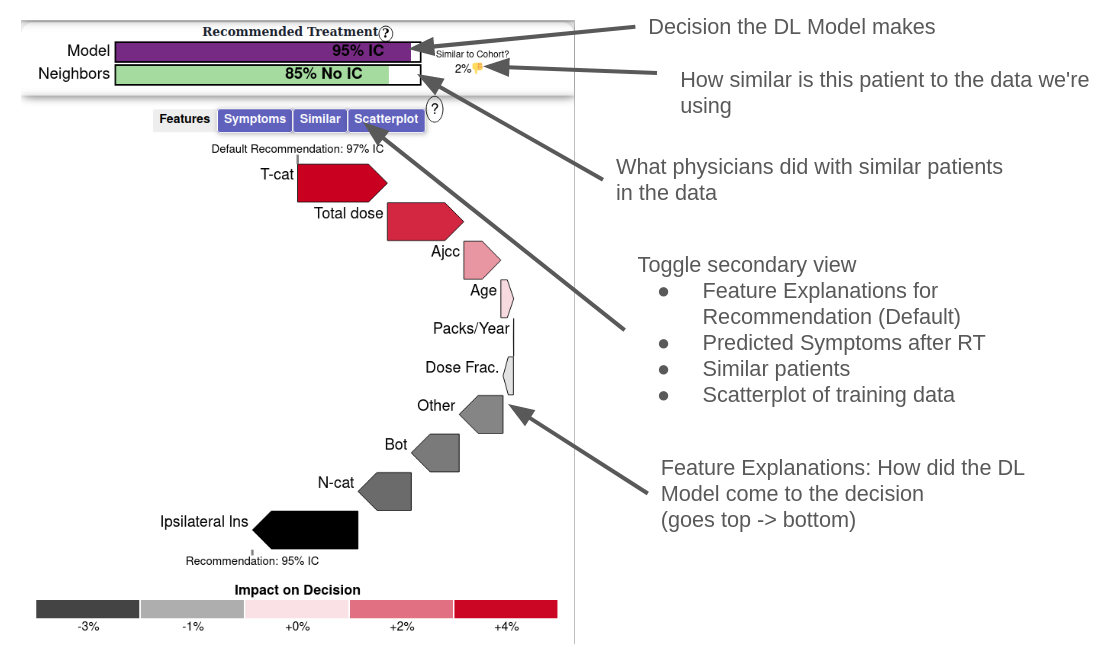 Recommended Treatment ?
Decision the DL Model makes
Model 95% IC
Similar to Cohort?
2%
Neighbors 85% No IC
How similar is this patient to the data we're
using
Features Symptoms Similar Scatterplot ?
Default Recommendation: 97% IC
What physicians did with similar patients
in the data
T-cat
Total dose
Ajcc
Age
Packs/Year
Dose Frac.
Other
Bot
N-cat
Ipsilateral Ins
Recommendation: 95% IC
Toggle secondary view
● Feature Explanations for
Recommendation (Default)
● Predicted Symptoms after RT
● Similar patients
● Scatterplot of training data
Feature Explanations: How did the DL
Model come to the decision
(goes top -> bottom)
Impact on Decision
-3% -1% +0% +2% +4%